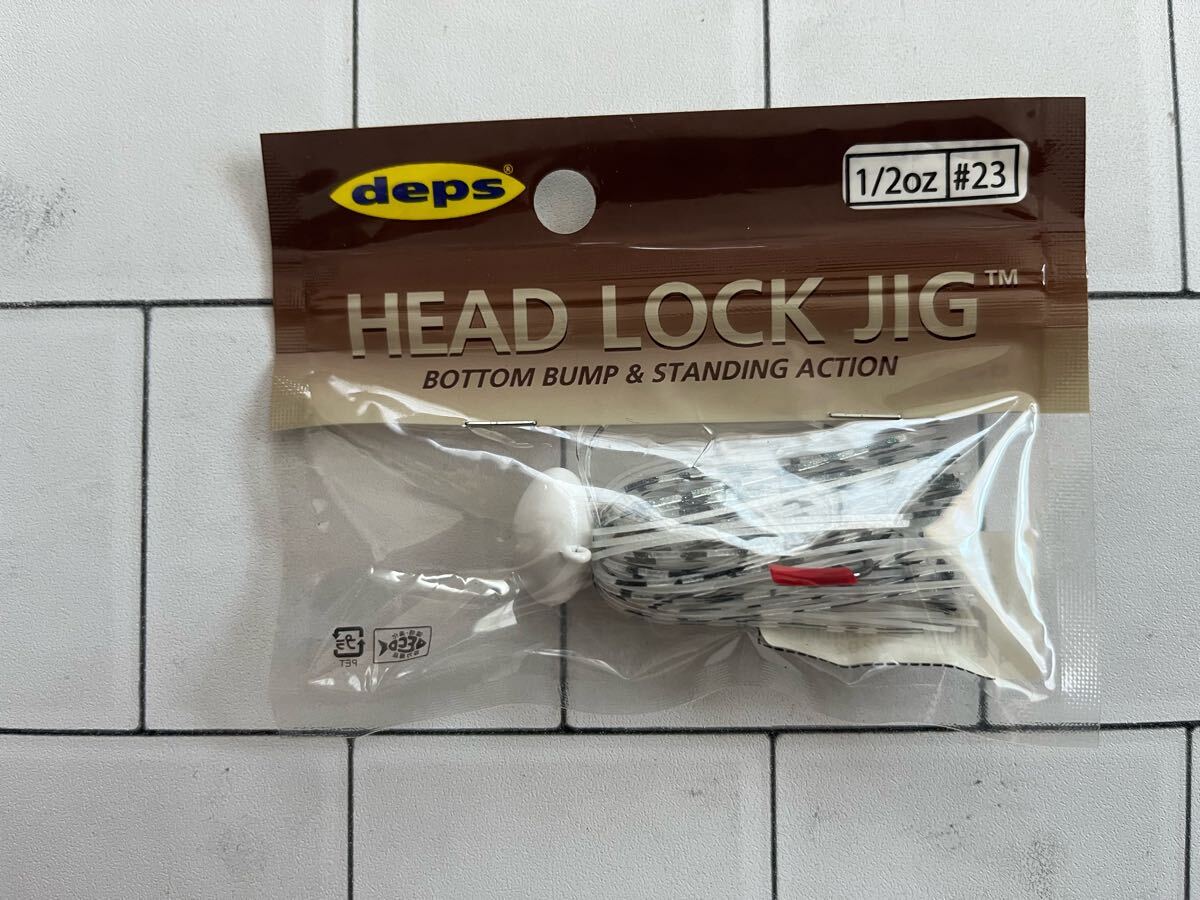 deps®
1/2oz #23
HEAD LOCK JIG™
BOTTOM BUMP & STANDING ACTION
PET